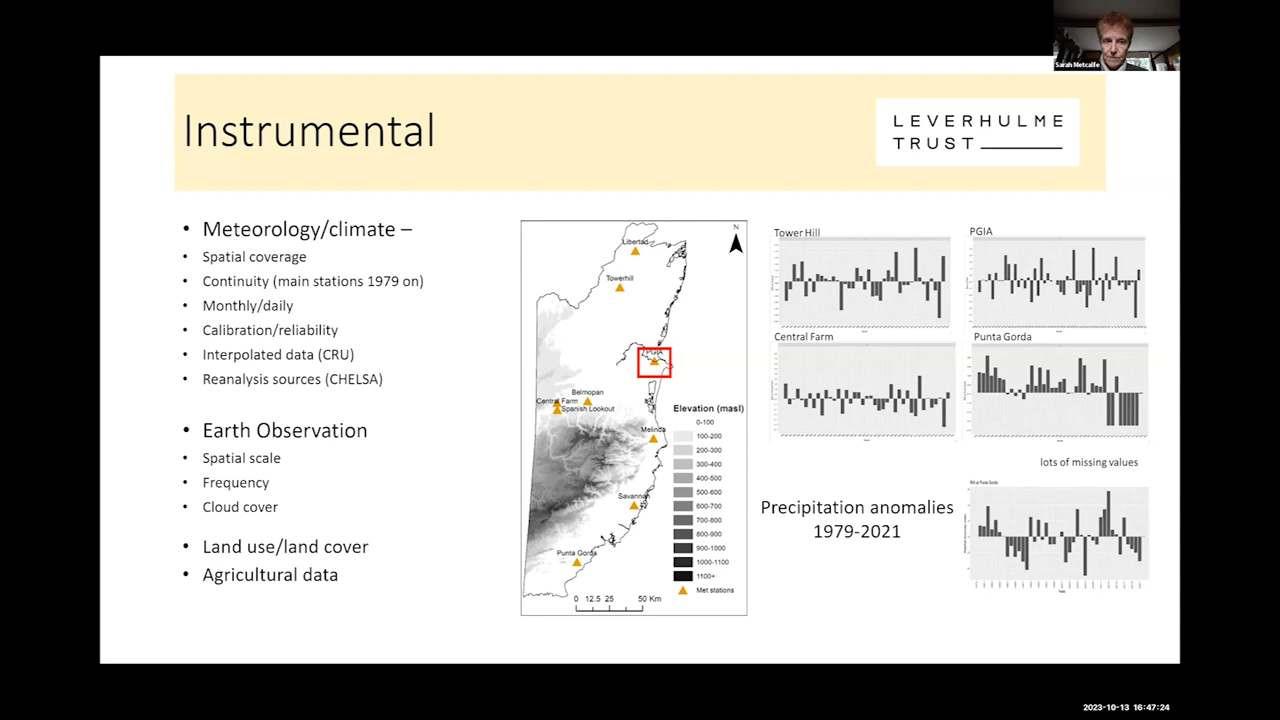 Sarah Metcalfe
Instrumental
LEVERHULME
TRUST
• Meteorology/climate –
• Spatial coverage
• Continuity (main stations 1979 on)
• Monthly/daily
• Calibration/reliability
• Interpolated data (CRU)
• Reanalysis sources (CHELSA)
• Earth Observation
• Spatial scale
• Frequency
• Cloud cover
• Land use/land cover
• Agricultural data
N
Libertad
Towerhill
PGIA
Belmopan
Central Farm
Spanish Lookout
Melinda
Savannah
Punta Gorda
Elevation (masl)
0-100
100-200
200-300
300-400
400-500
500-600
600-700
700-800
800-900
900-1000
1000-1100
1100+
Met stations
0 12.5 25 50 Km
Tower Hill
PGIA
Central Farm
Punta Gorda
lots of missing values
Precipitation anomalies
1979-2021
2023-10-13 16:47:24